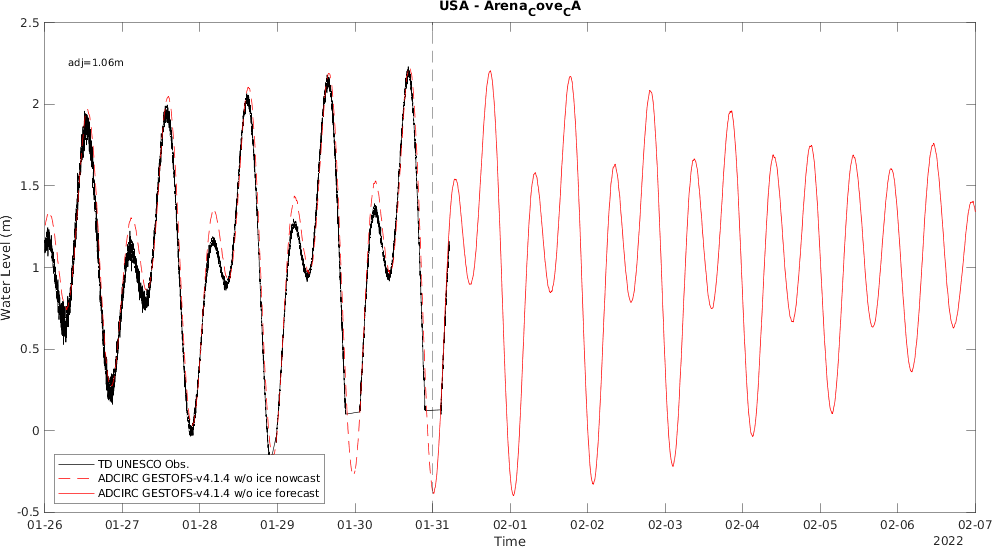 USA - ArenaCoveCA
adj=1.06m
2.5
2
1.5
1
0.5
0
-0.5
Water Level (m)
TD UNESCO Obs.
ADCIRC GESTOFS-v4.1.4 w/o ice nowcast
ADCIRC GESTOFS-v4.1.4 w/o ice forecast
01-26 01-27 01-28 01-29 01-30 01-31 02-01 02-02 02-03 02-04 02-05 02-06 02-07
Time
2022